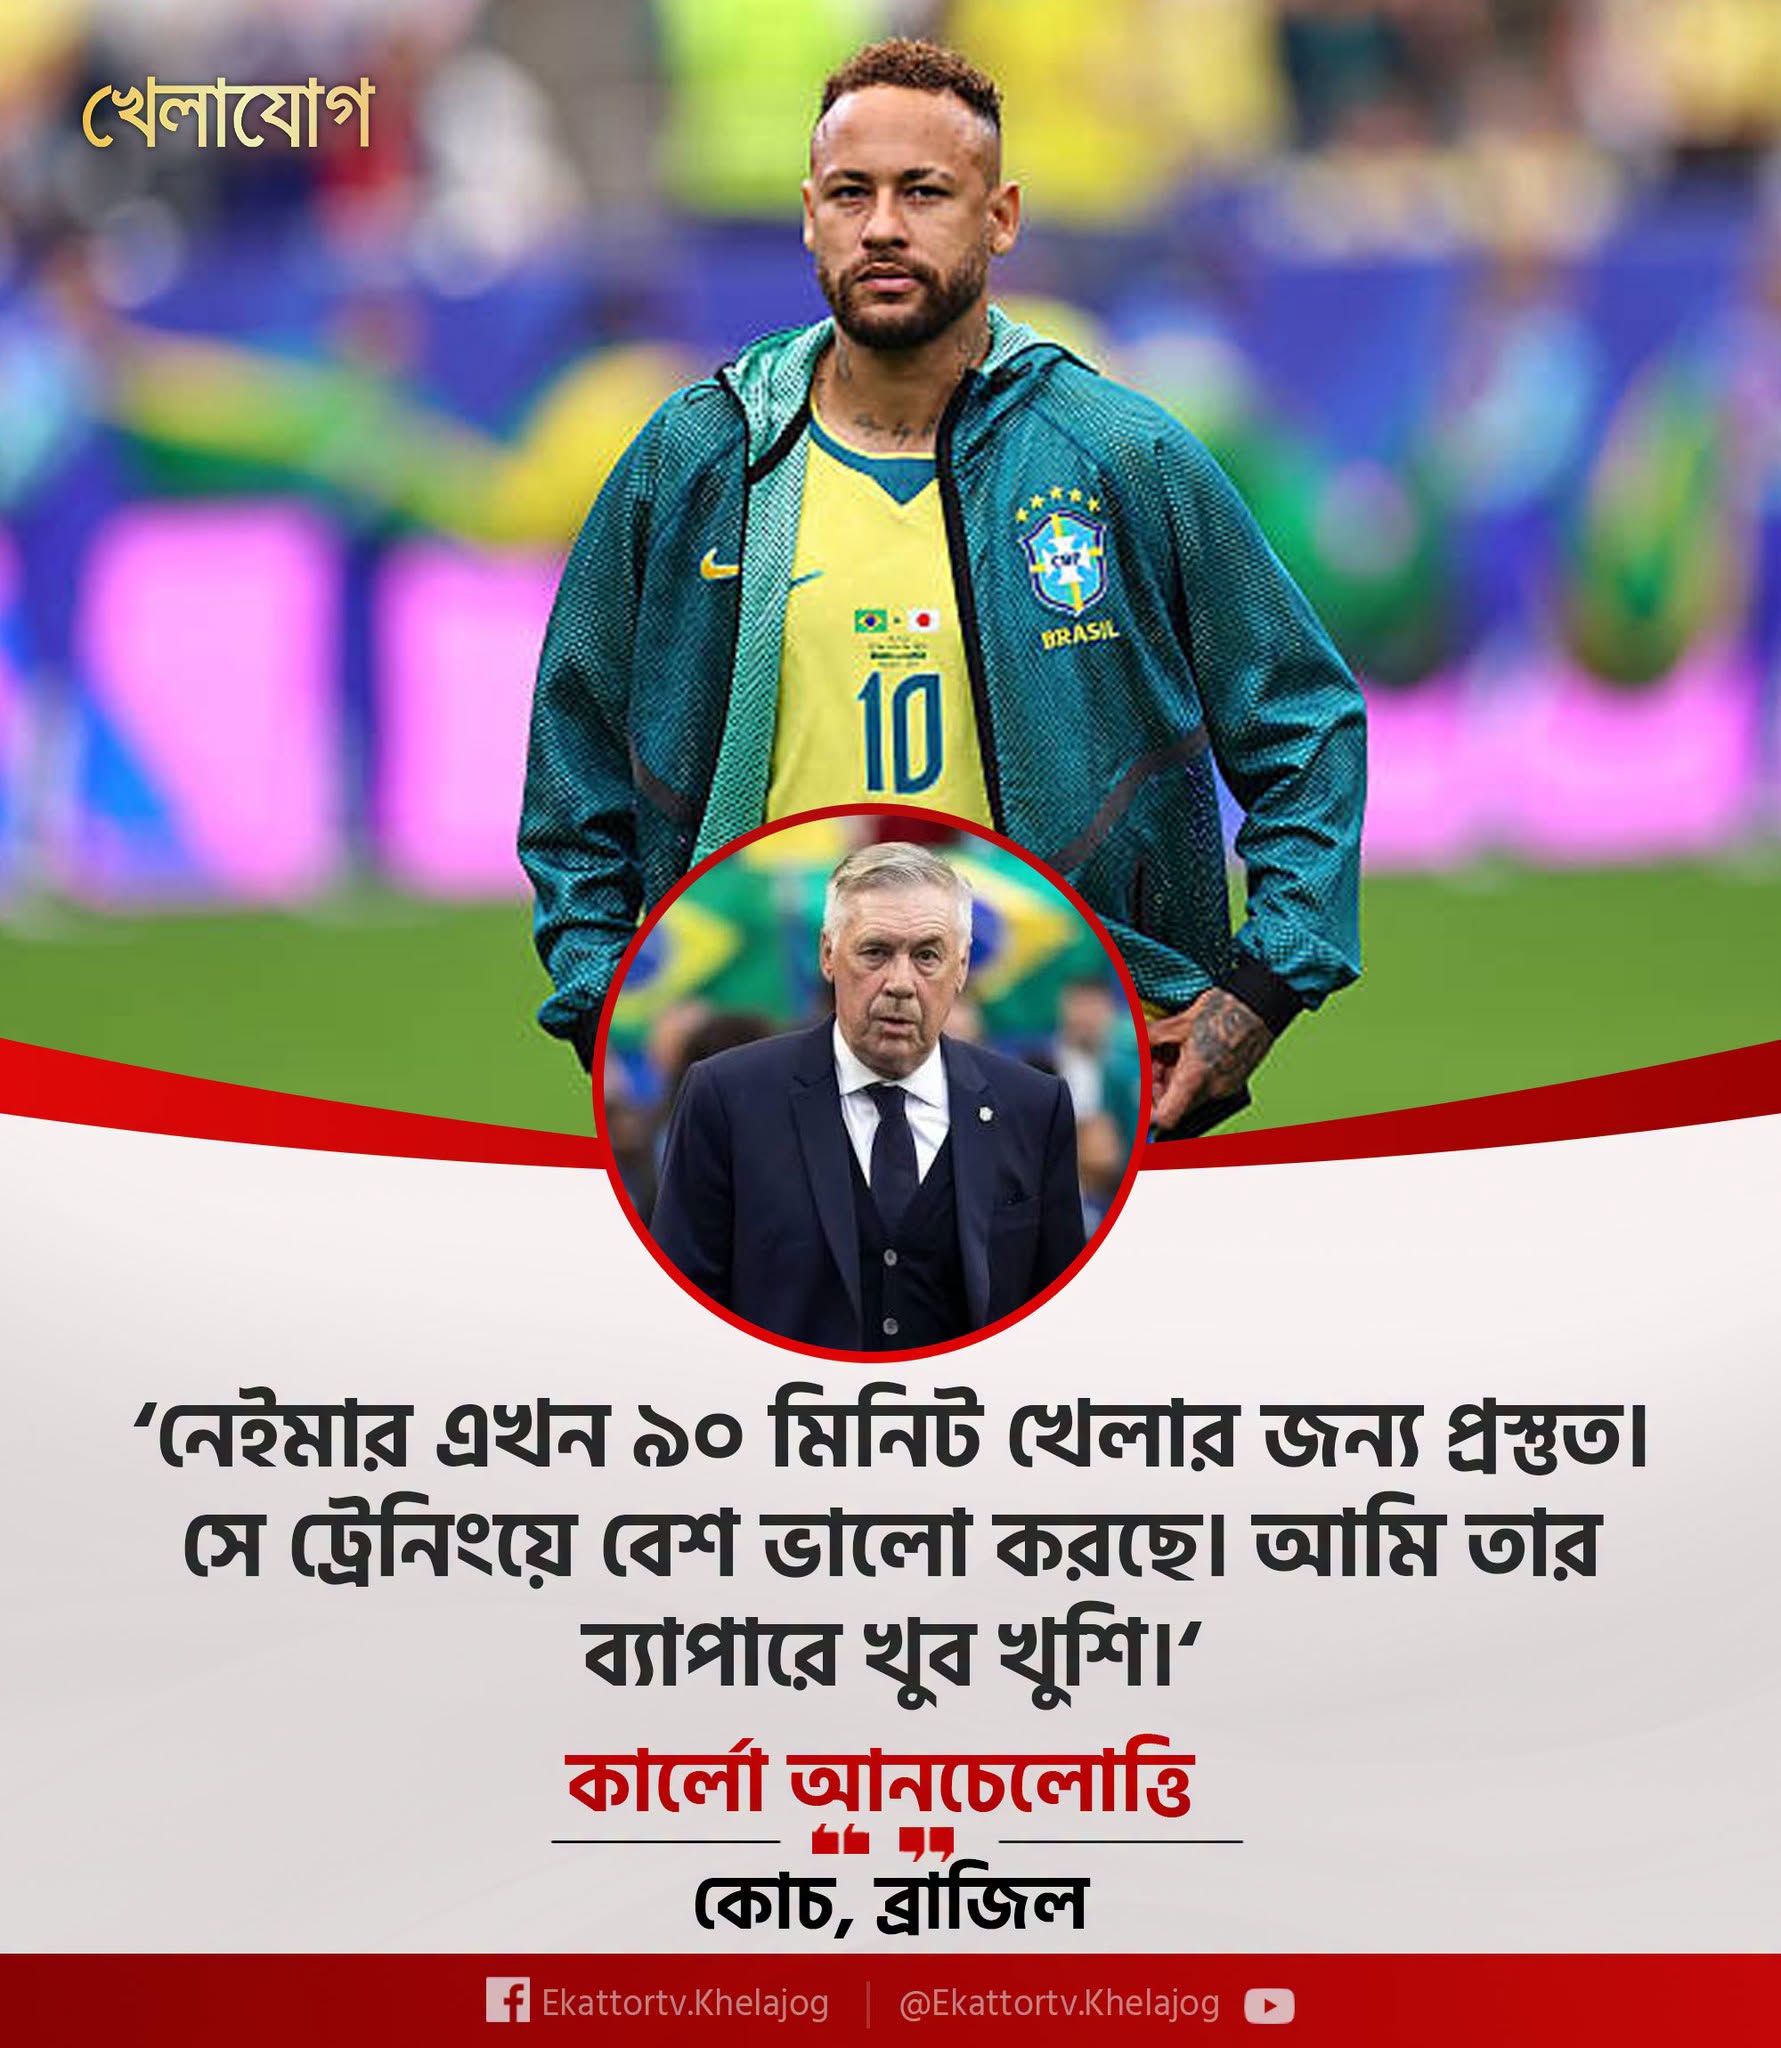 খেলাযোগ
BRASIL
10
‘নেইমার এখন ৯০ মিনিট খেলার জন্য প্রস্তুত।
সে ট্রেনিংয়ে বেশ ভালো করছে। আমি তার
ব্যাপারে খুব খুশি।‘
কার্লো আনচেলোত্তি
কোচ, ব্রাজিল
Ekattortv.Khelajog | @Ekattortv.Khelajog